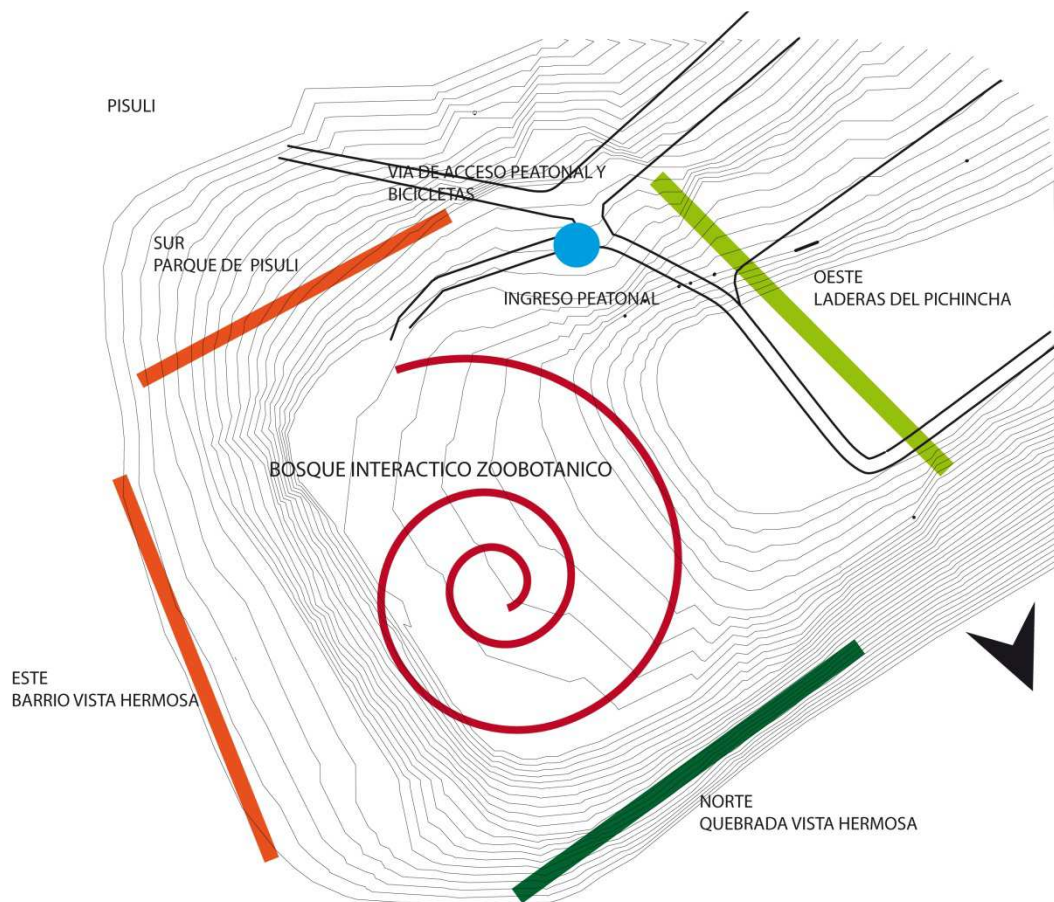 PISULI
VIA DE ACCESO PEATONAL Y
BICICLETAS
SUR
PARQUE DE PISULI
INGRESO PEATONAL
OESTE
LADERAS DEL PICHINCHA
BOSQUE INTERACTICO ZOOBOTANICO
ESTE
BARRIO VISTA HERMOSA
NORTE
QUEBRADA VISTA HERMOSA